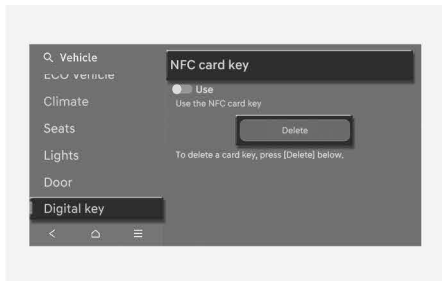 Vehicle
ECO vehicle
Climate
Seats
Lights
Door
Digital key
NFC card key
Use
Use the NFC card key
Delete
To delete a card key, press [Delete] below.